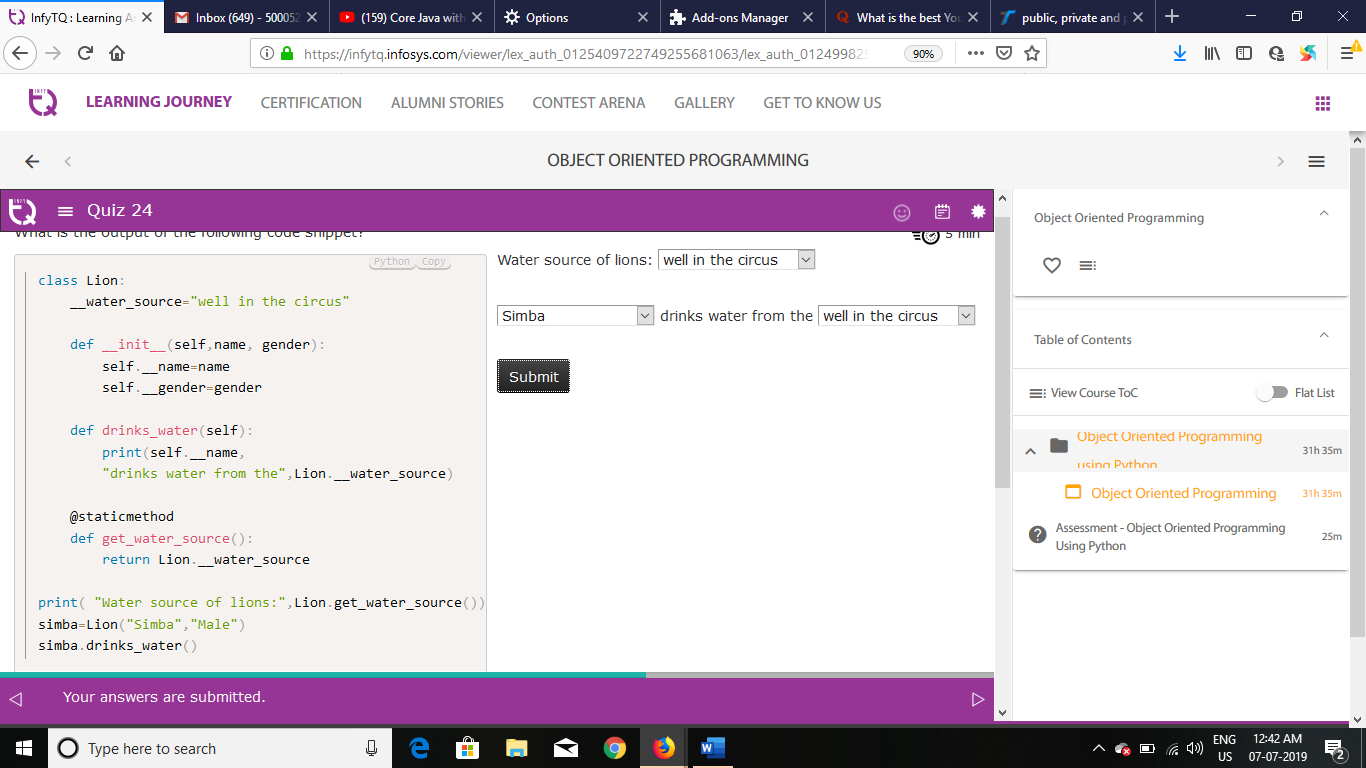 InfyTQ : Learning A
Inbox (649) - 500052
(159) Core Java with
Options
Add-ons Manager
What is the best You
public, private and p
https://infytq.infosys.com/viewer/lex_auth_0125409722749255681063/lex_auth_01249982
90%
INFY TQ
LEARNING JOURNEY
CERTIFICATION
ALUMNI STORIES
CONTEST ARENA
GALLERY
GET TO KNOW US
OBJECT ORIENTED PROGRAMMING
INFY TQ
Quiz 24
What is the output of the following code snippet?
5 min
Python Copy
class Lion:
    __water_source="well in the circus"
    def __init__(self,name, gender):
        self.__name=name
        self.__gender=gender
    def drinks_water(self):
        print(self.__name,
        "drinks water from the",Lion.__water_source)
    @staticmethod
    def get_water_source():
        return Lion.__water_source
print( "Water source of lions:",Lion.get_water_source())
simba=Lion("Simba","Male")
simba.drinks_water()
Water source of lions: well in the circus
Simba drinks water from the well in the circus
Submit
Your answers are submitted.
Object Oriented Programming
Table of Contents
View Course ToC
Flat List
Object Oriented Programming
using Python
31h 35m
Object Oriented Programming
31h 35m
Assessment - Object Oriented Programming
Using Python
25m
Type here to search
ENG
US
12:42 AM
07-07-2019
2